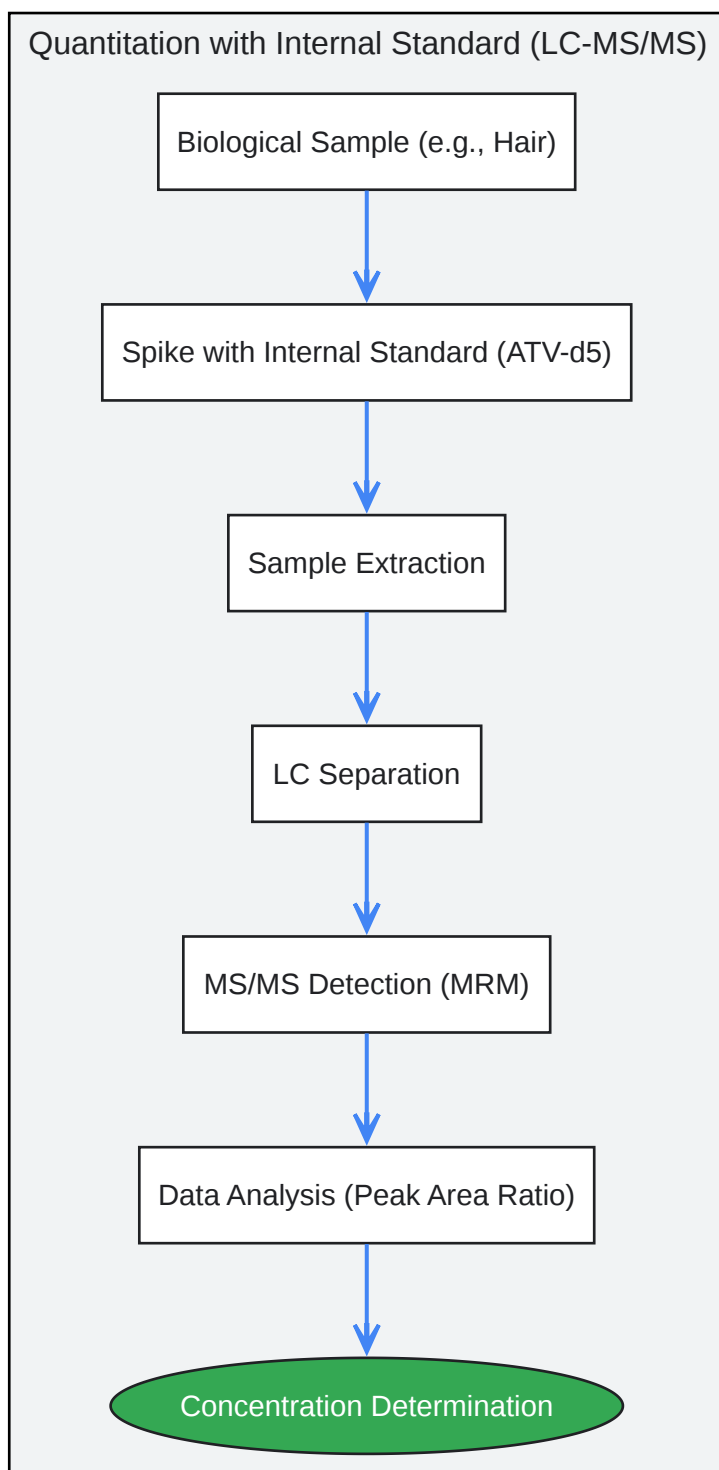 Quantitation with Internal Standard (LC-MS/MS)
Biological Sample (e.g., Hair)
Spike with Internal Standard (ATV-d5)
Sample Extraction
LC Separation
MS/MS Detection (MRM)
Data Analysis (Peak Area Ratio)
Concentration Determination